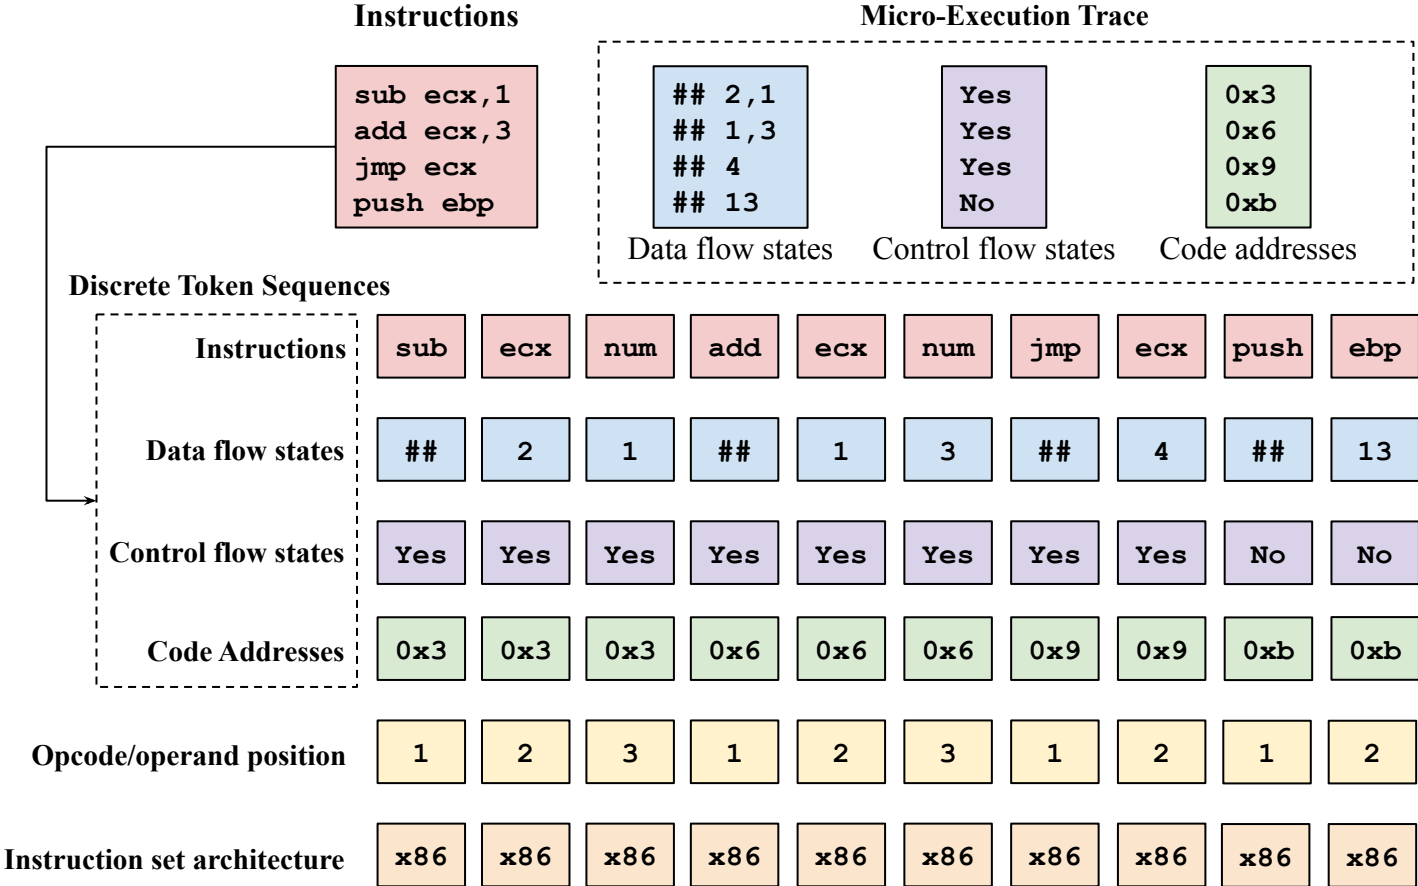 Instructions
Micro-Execution Trace
sub ecx,1
add ecx,3
jmp ecx
push ebp
## 2,1
## 1,3
## 4
## 13
Data flow states
Yes
Yes
Yes
No
Control flow states
0x3
0x6
0x9
0xb
Code addresses
Discrete Token Sequences
Instructions sub ecx num add ecx num jmp ecx push ebp
Data flow states ## 2 1 ## 1 3 ## 4 ## 13
Control flow states Yes Yes Yes Yes Yes Yes Yes Yes No No
Code Addresses 0x3 0x3 0x3 0x6 0x6 0x6 0x9 0x9 0xb 0xb
Opcode/operand position 1 2 3 1 2 3 1 2 1 2
Instruction set architecture x86 x86 x86 x86 x86 x86 x86 x86 x86 x86